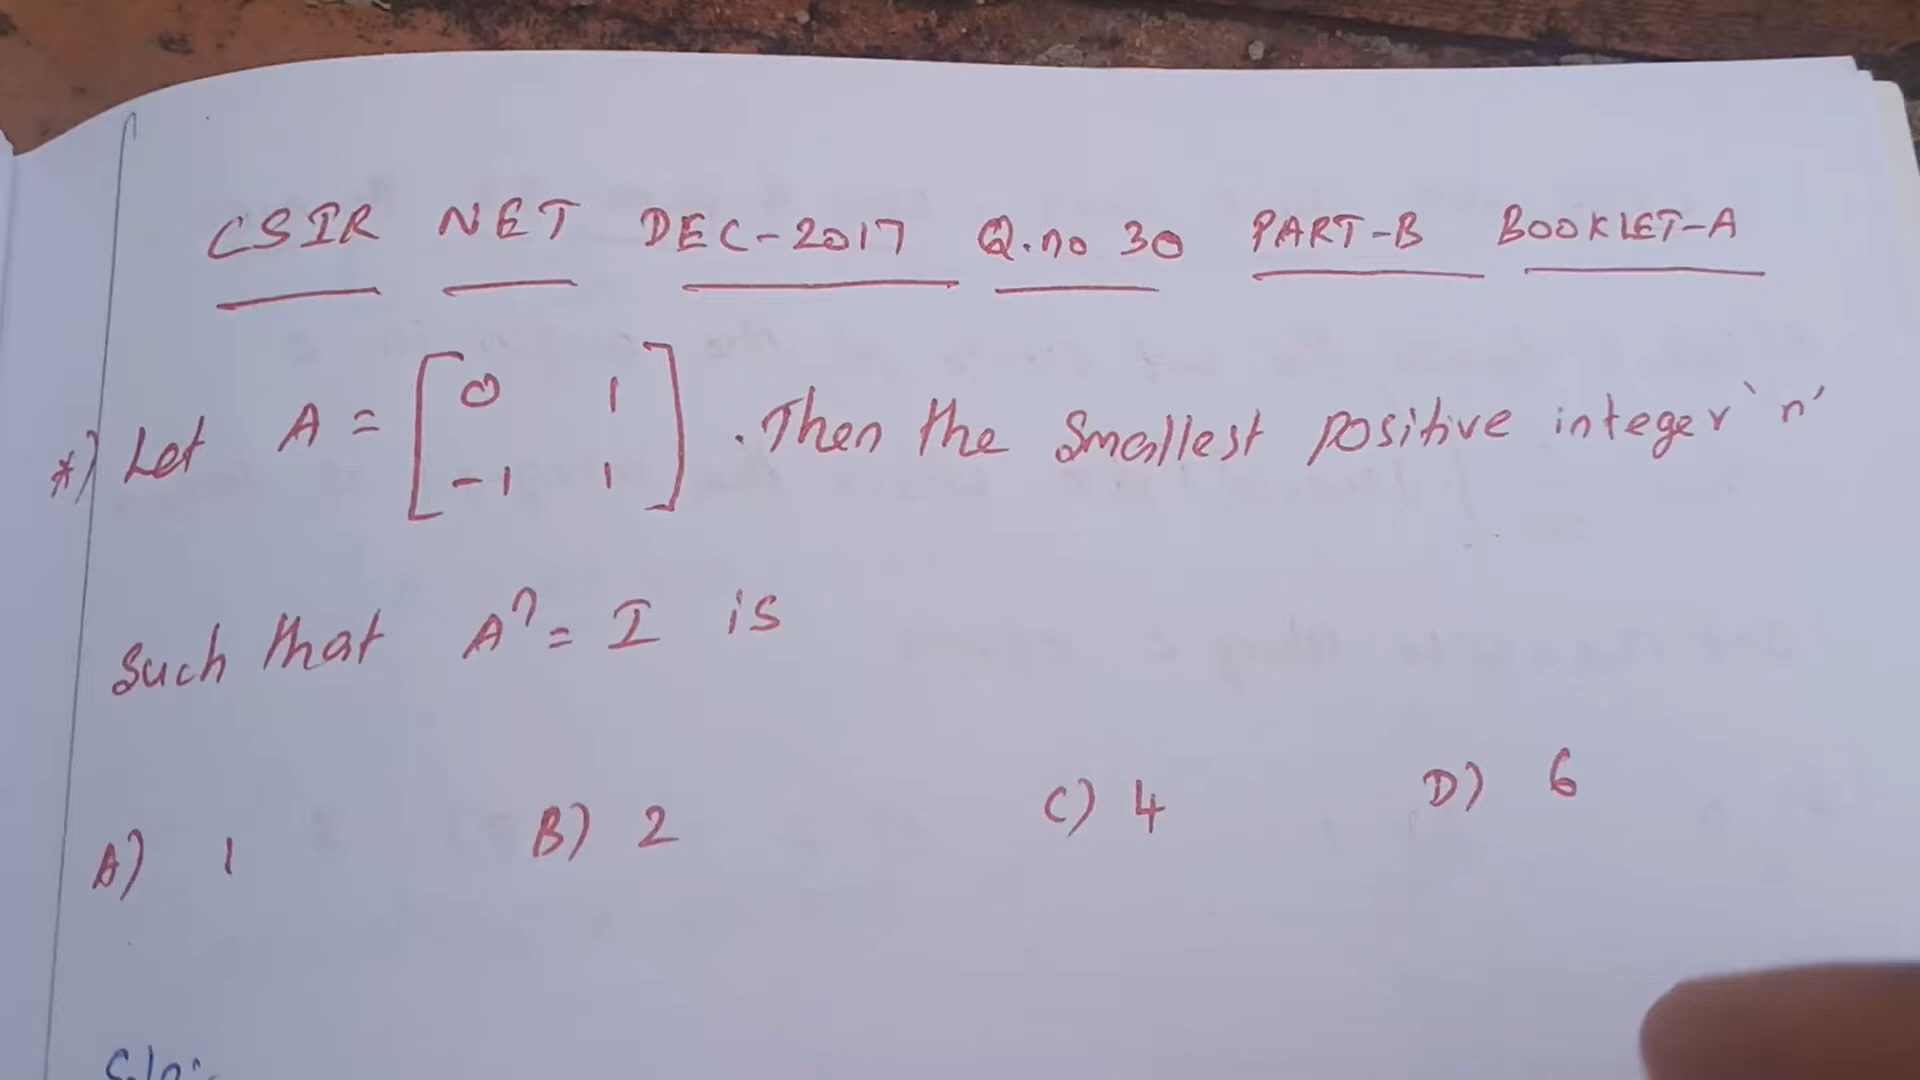 CSIR NET DEC-2017 Q.no 30 PART-B BOOKLET-A
*) Let A = [0 1
-1 1]. Then the smallest positive integer `n'
such that Aⁿ = I is
A) 1 B) 2 C) 4 D) 6